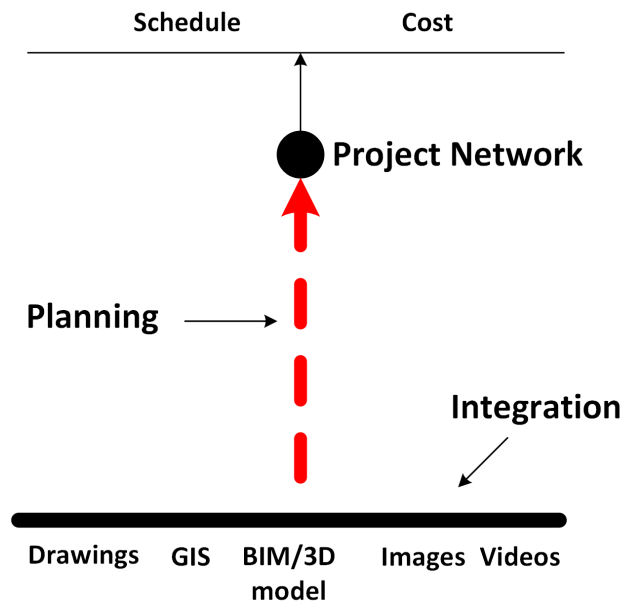 Schedule Cost
Project Network
Planning
Integration
Drawings GIS BIM/3D Images Videos
model